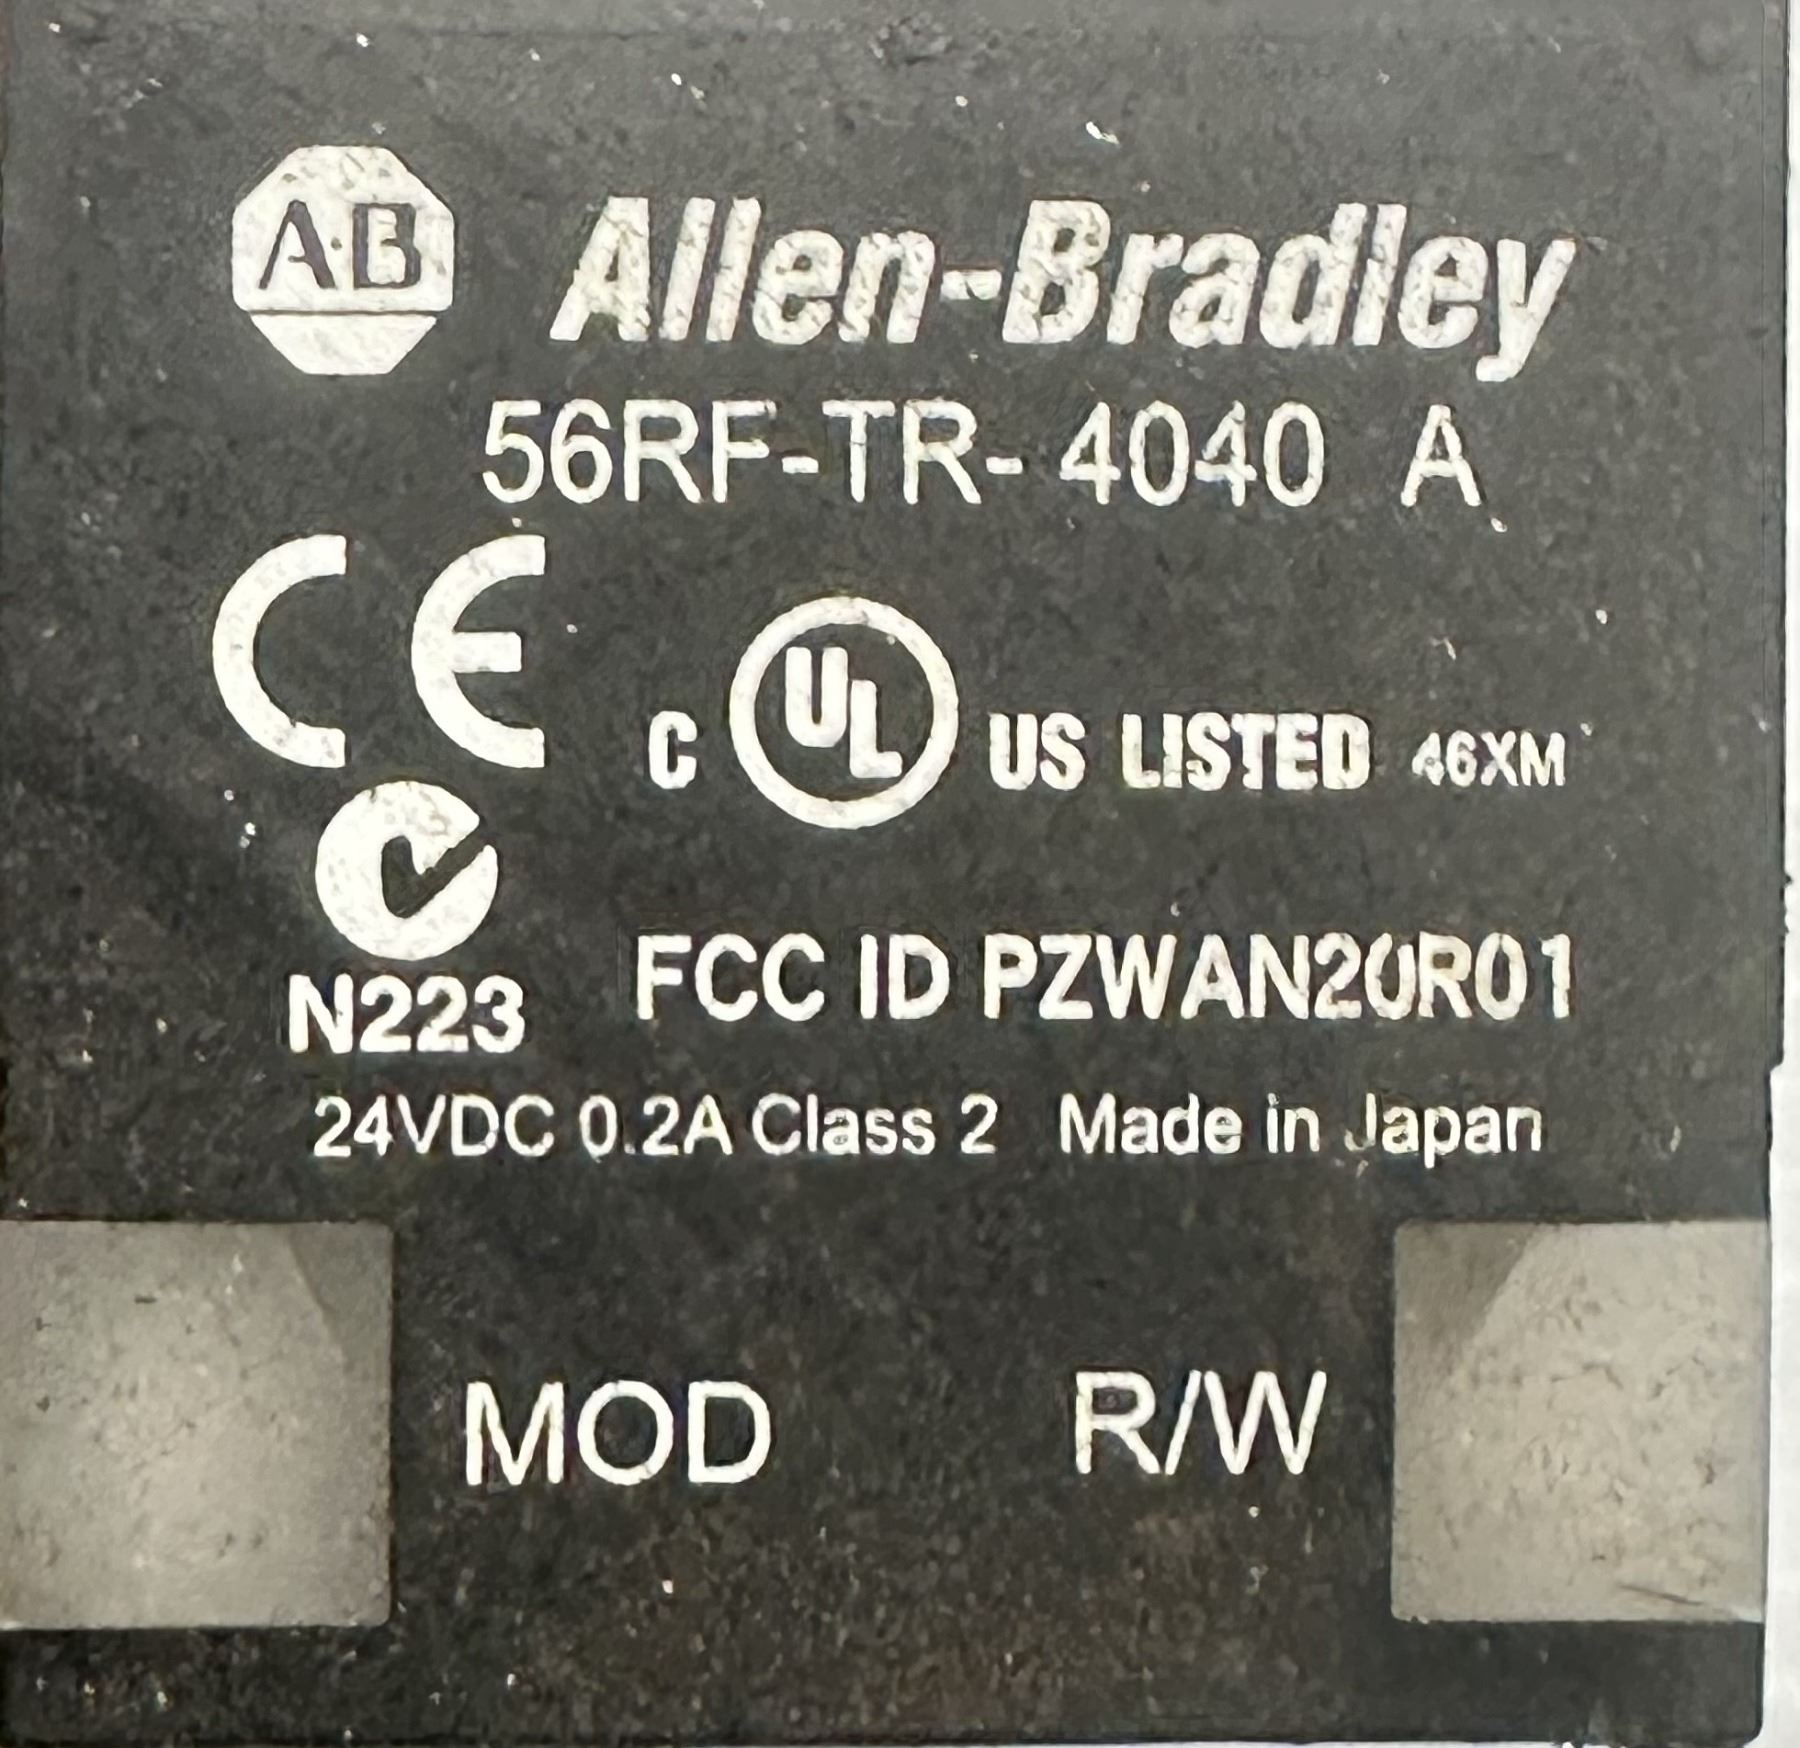 A·B Allen-Bradley
56RF-TR-4040 A
CE
C UL US LISTED 46XM
N223
FCC ID PZWAN20R01
24VDC 0.2A Class 2 Made in Japan
MOD R/W